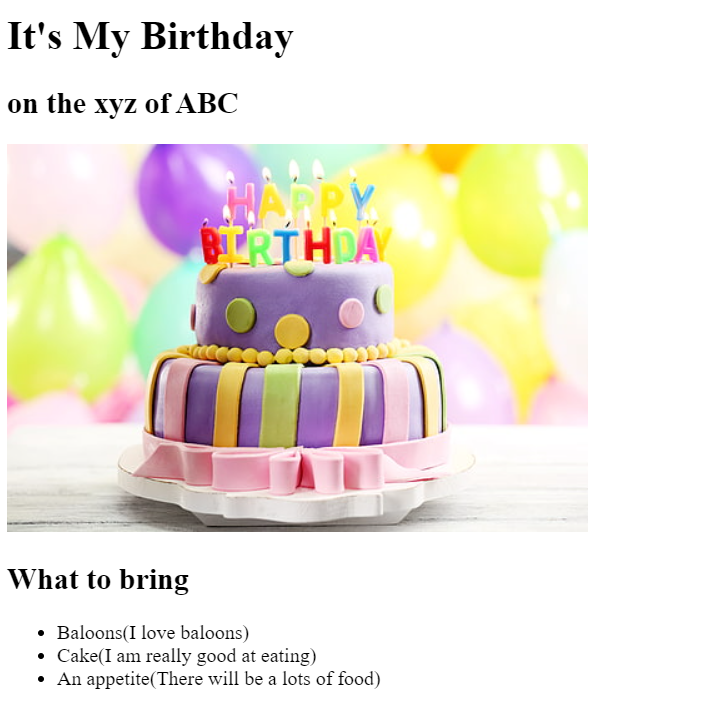 It's My Birthday
on the xyz of ABC
HAPPY
BIRTHDAY
What to bring
Baloons(I love baloons)
Cake(I am really good at eating)
An appetite(There will be a lots of food)